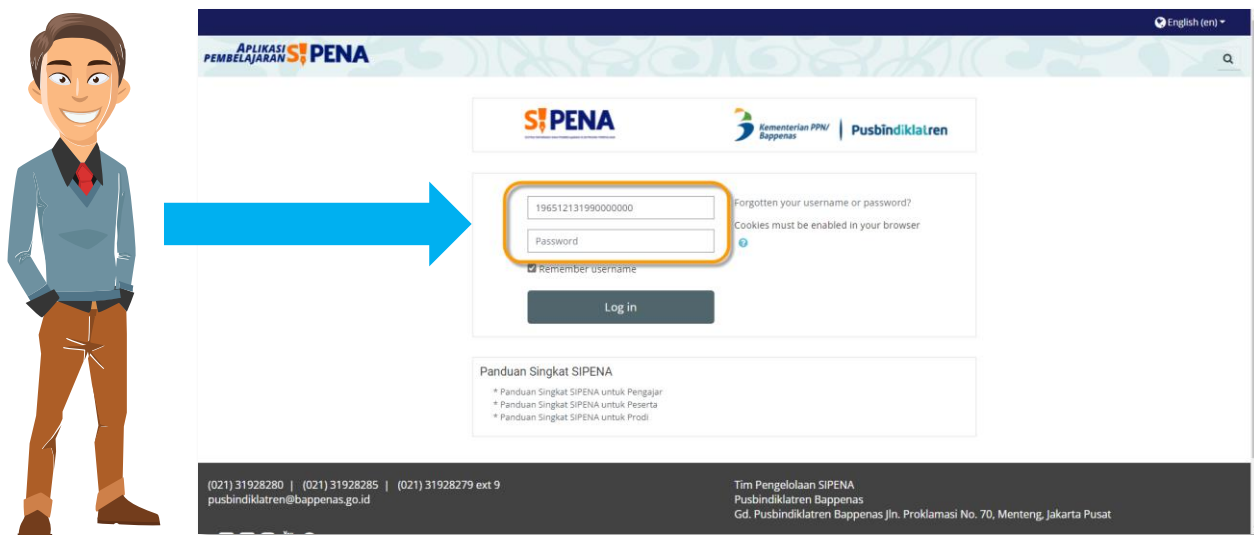 English (en)
APLIKASI
PEMBELAJARAN S!PENA
S!PENA
Kementerian PPN/
Bappenas
Pusbindiklatren
196512131990000000
Forgotten your username or password?
Password
Cookies must be enabled in your browser
Remember username
Log in
Panduan Singkat SIPENA
* Panduan Singkat SIPENA untuk Pengajar
* Panduan Singkat SIPENA untuk Peserta
* Panduan Singkat SIPENA untuk Prodi
(021) 31928280 | (021) 31928285 | (021) 31928279 ext 9
pusbindiklatren@bappenas.go.id
Tim Pengelolaan SIPENA
Pusbindiklatren Bappenas
Gd. Pusbindiklatren Bappenas Jln. Proklamasi No. 70, Menteng, Jakarta Pusat